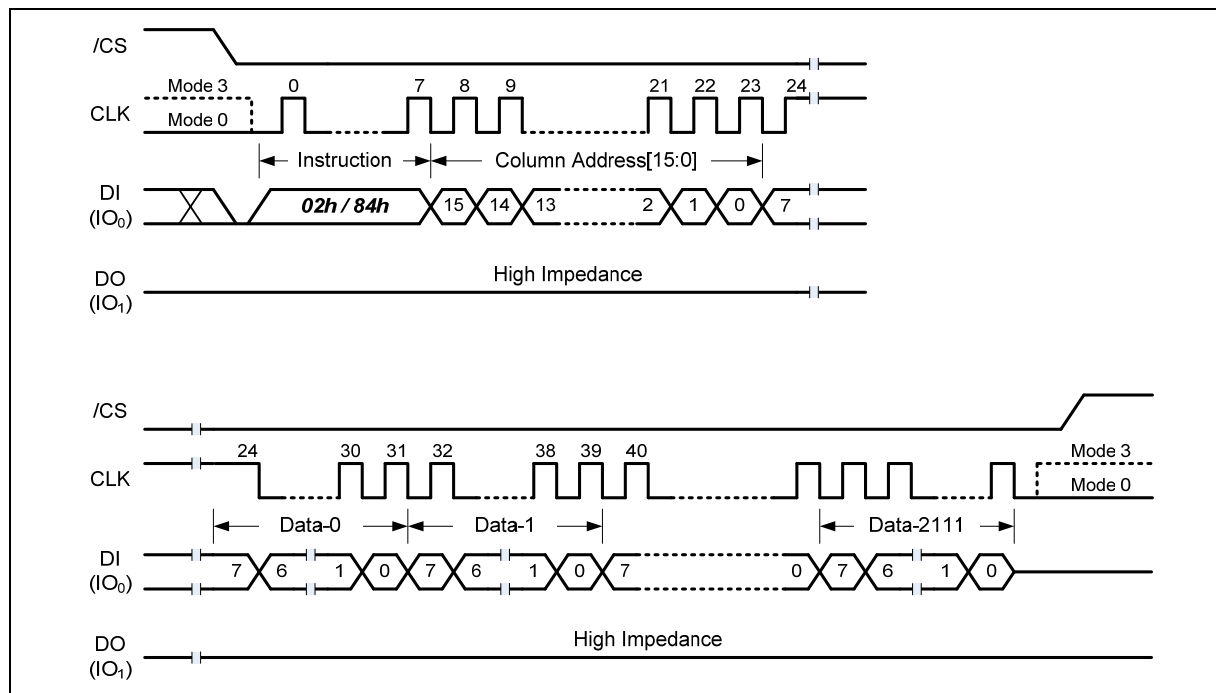 /CS
Mode 3 0 7 8 9 21 22 23 24
CLK Mode 0
Instruction Column Address[15:0]
DI (IO₀) 02h / 84h 15 14 13 2 1 0 7
High Impedance
DO (IO₁)
/CS
24 30 31 32 38 39 40 Mode 3
CLK Mode 0
Data-0 Data-1 Data-2111
DI (IO₀) 7 6 1 0 7 6 1 0 7 0 7 6 1 0
High Impedance
DO (IO₁)